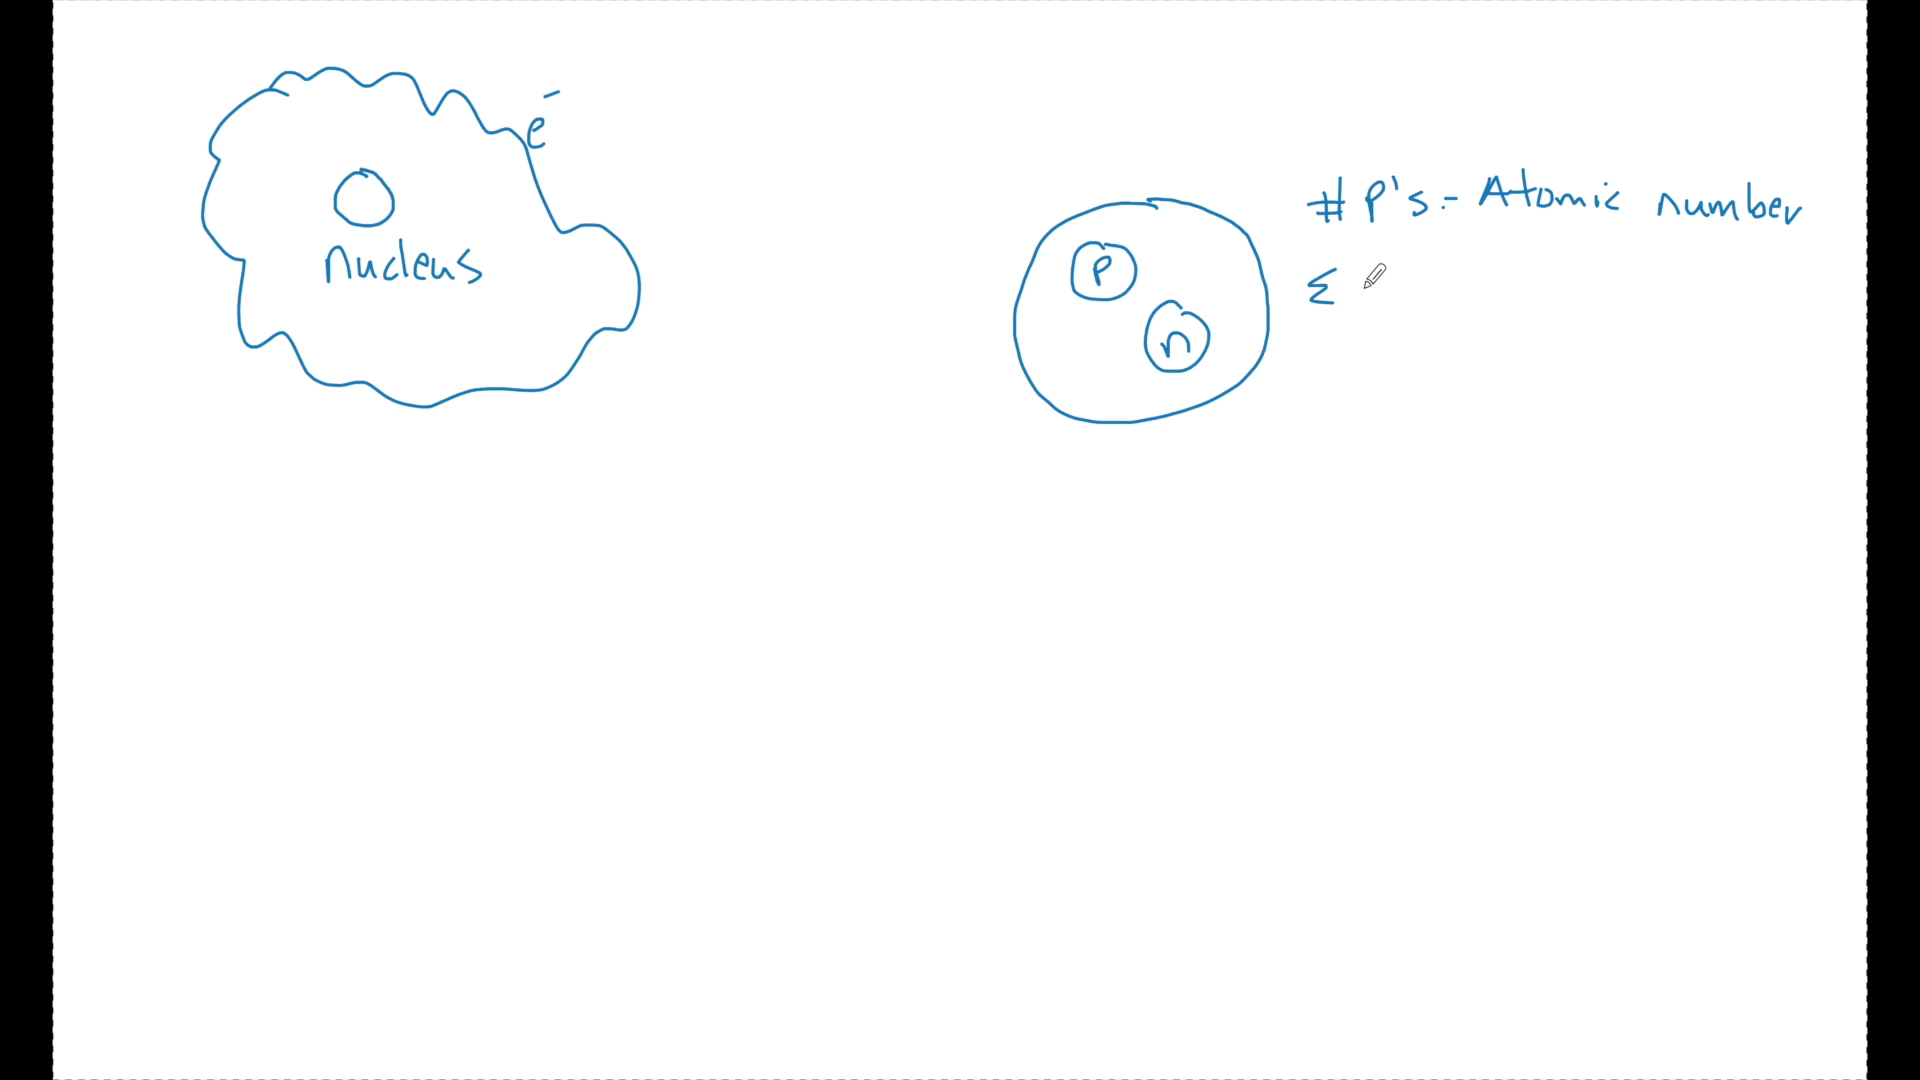 e⁻
nucleus
p
n
# P's = Atomic number
Σ